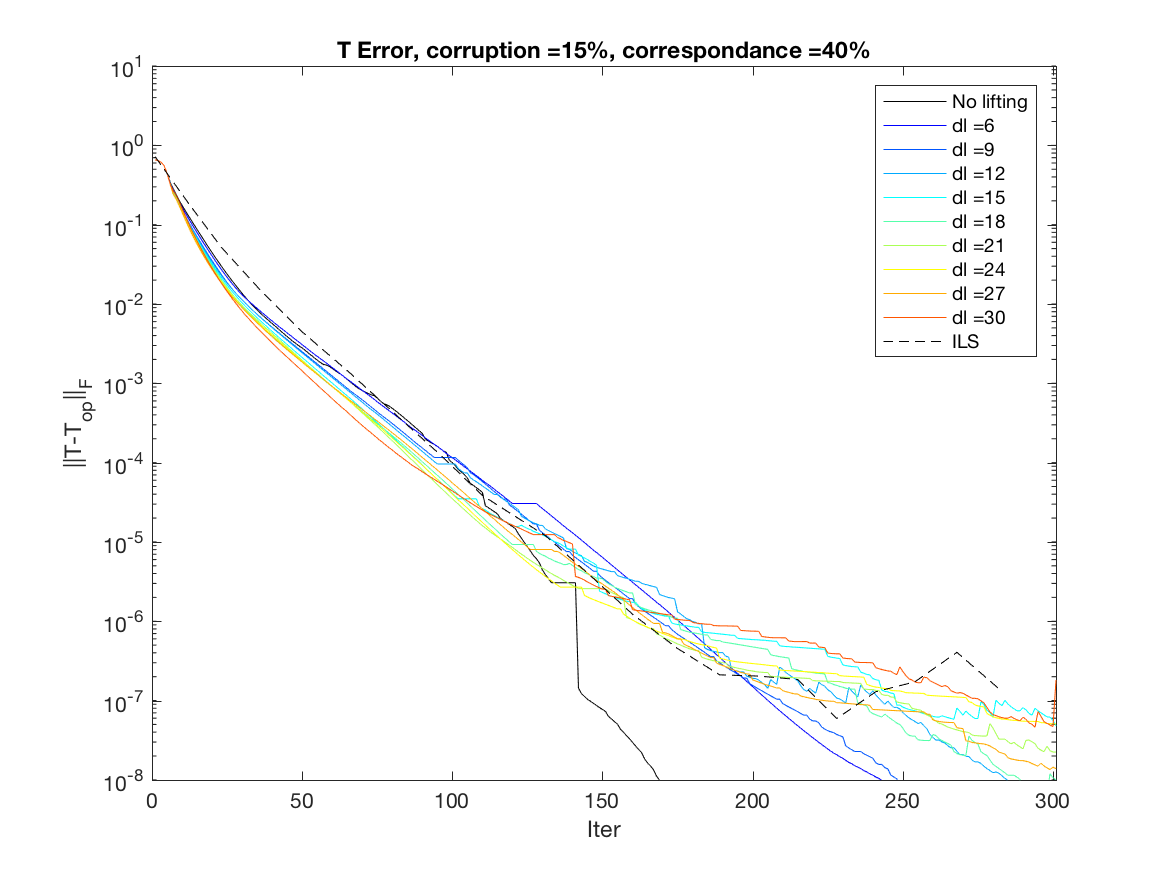 T Error, corruption =15%, correspondance =40%
10^1
10^0
10^-1
10^-2
10^-3
10^-4
10^-5
10^-6
10^-7
10^-8
||T-T_op||_F
No lifting
dl =6
dl =9
dl =12
dl =15
dl =18
dl =21
dl =24
dl =27
dl =30
ILS
0 50 100 150 200 250 300
Iter